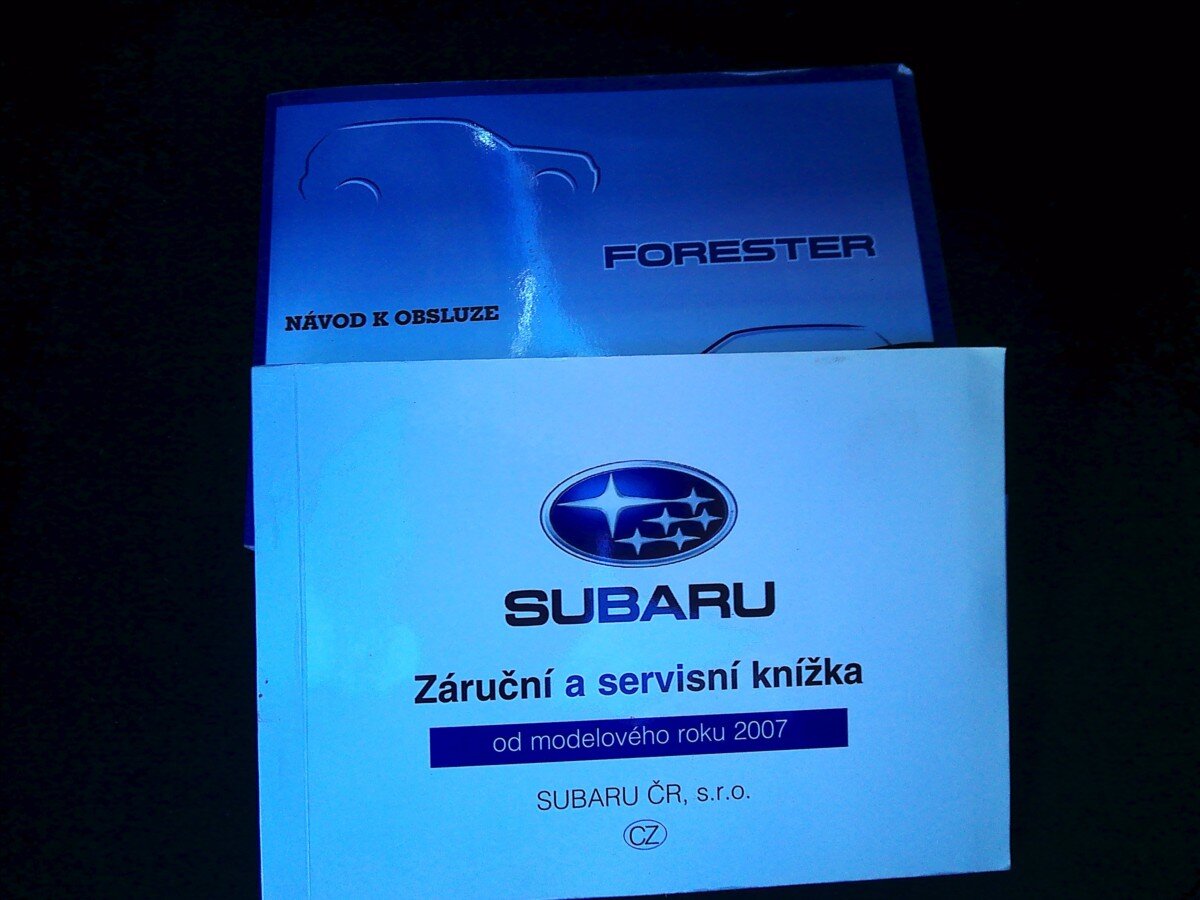 FORESTER
NÁVOD K OBSLUZE
SUBARU
Záruční a servisní knížka
od modelového roku 2007
SUBARU ČR, s.r.o.
CZ